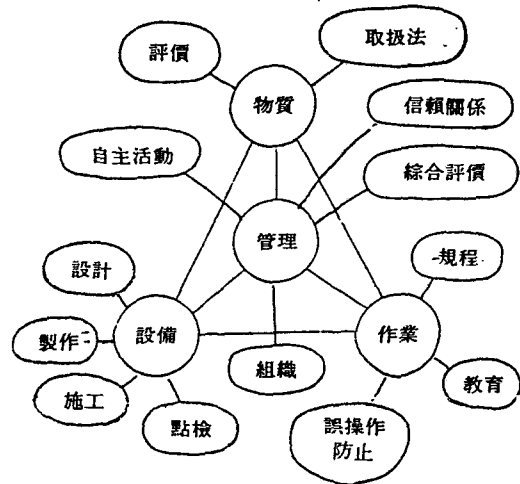 評價
取扱法
物質
信賴關係
自主活動
綜合評價
管理
設計
規程
製作
設備
作業
組織
施工
點檢
教育
誤操作
防止